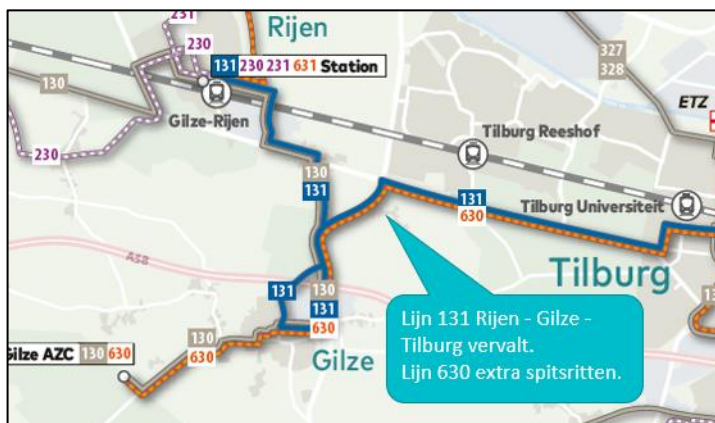 231
230
Rijen
131 230 231 631 Station
130
Gilze-Rijen
327
328
ETZ
Tilburg Reeshof
230
130
131
131
630
Tilburg Universiteit
Tilburg
A58
131
130
131
630
Lijn 131 Rijen - Gilze -
Tilburg vervalt.
Lijn 630 extra spitsritten.
130
630
Gilze
Gilze AZC 130 630